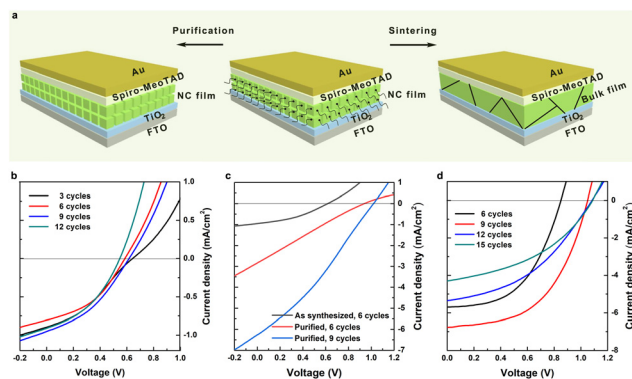 a
Purification
Sintering
Au
Spiro-MeoTAD
NC film
TiO2
FTO
Au
Spiro-MeoTAD
NC film
TiO2
FTO
Au
Spiro-MeoTAD
Bulk film
TiO2
FTO
b
3 cycles
6 cycles
9 cycles
12 cycles
1.0
0.5
0.0
-0.5
-1.0
-0.2 0.0 0.2 0.4 0.6 0.8 1.0
Voltage (V)
Current density (mA/cm2)
c
As synthesized, 6 cycles
Purified, 6 cycles
Purified, 9 cycles
1
0
-1
-2
-3
-4
-5
-6
-7
-0.2 0.0 0.2 0.4 0.6 0.8 1.0 1.2
Voltage (V)
Current density (mA/cm2)
d
6 cycles
9 cycles
12 cycles
15 cycles
0
-2
-4
-6
-8
0.0 0.2 0.4 0.6 0.8 1.0 1.2
Voltage (V)
Current density (mA/cm2)